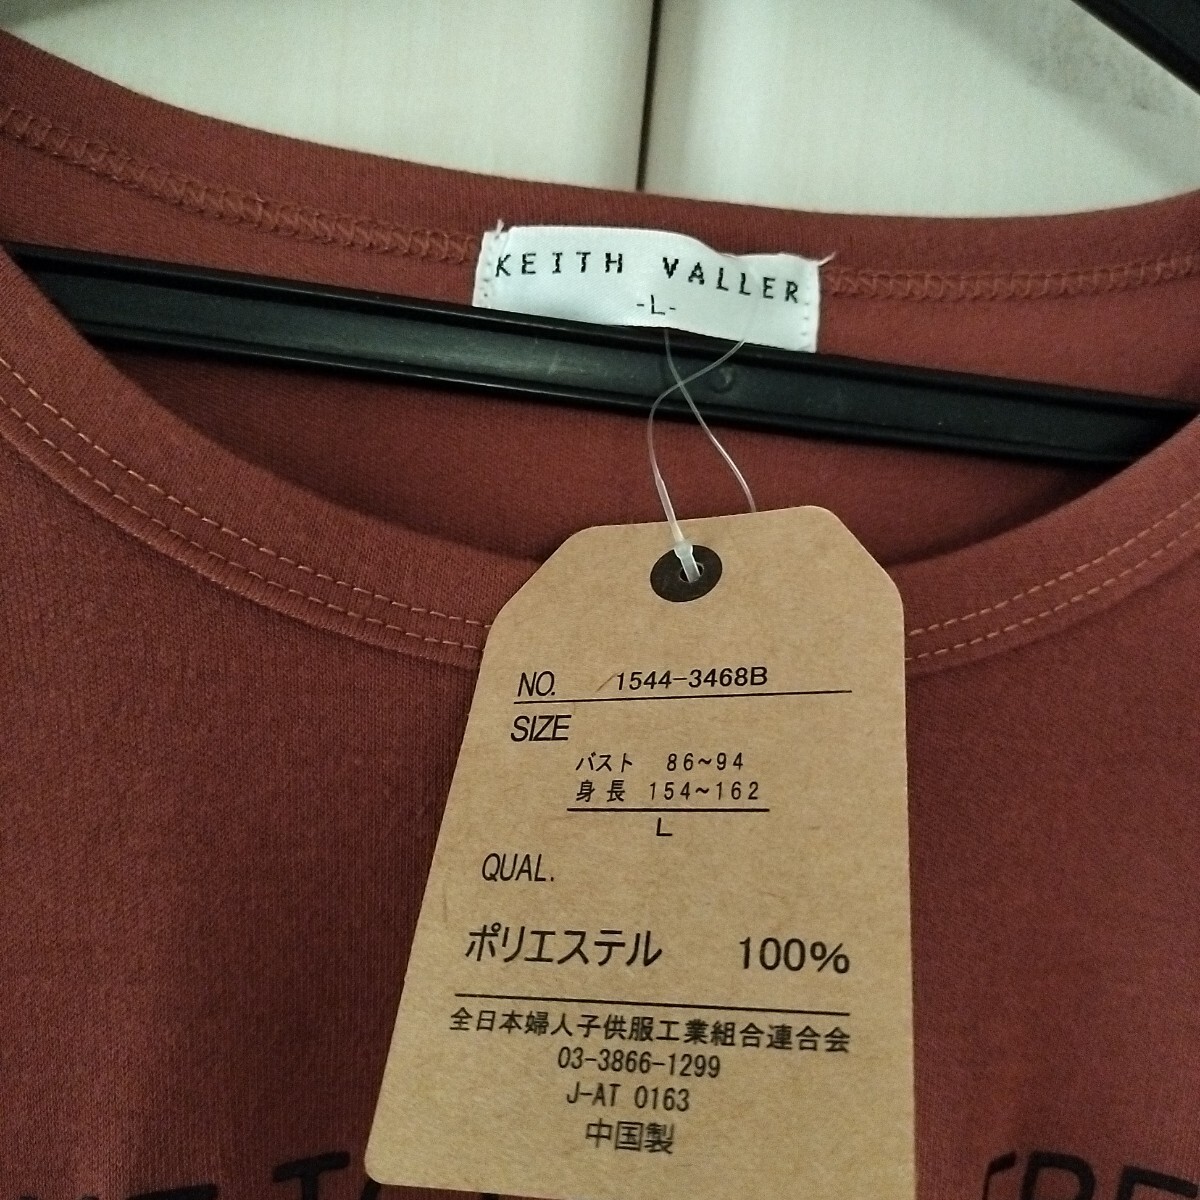 KEITH VALLER
-L-
NO. 1544-3468B
SIZE
バスト 86~94
身長 154~162
L
QUAL.
ポリエステル 100%
全日本婦人子供服工業組合連合会
03-3866-1299
J-AT 0163
中国製